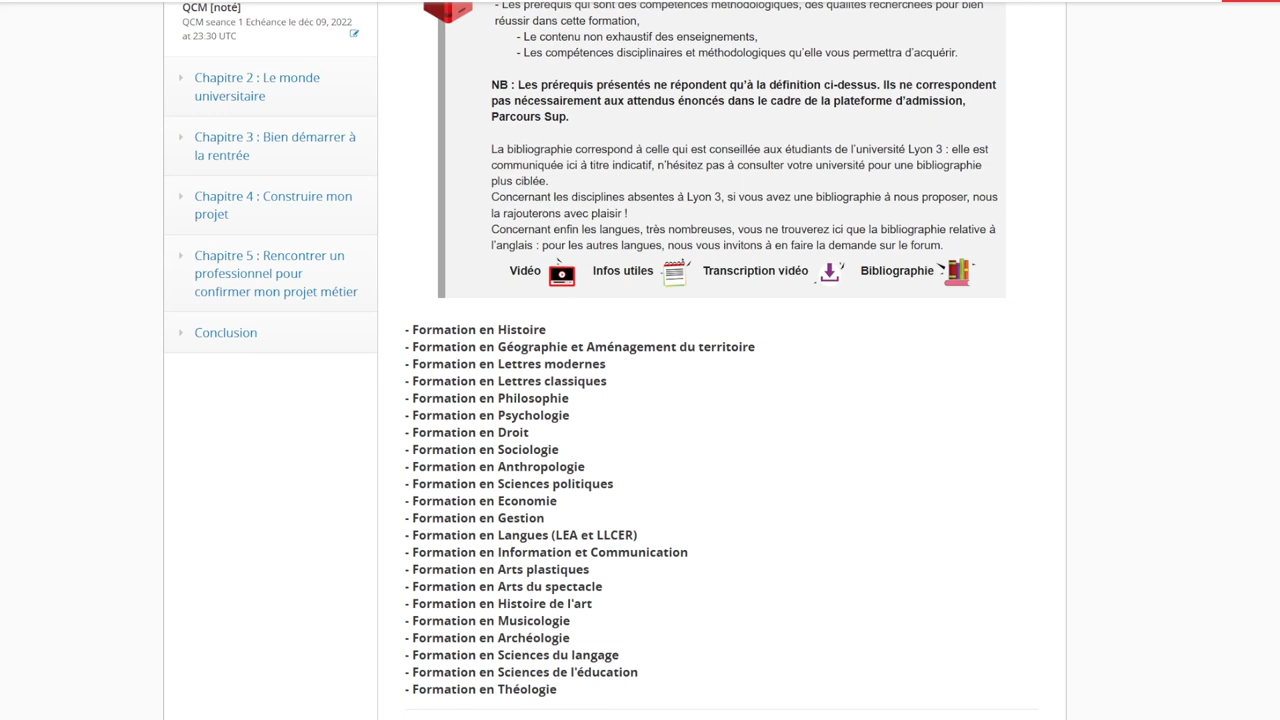 QCM [noté]
QCM seance 1 Echéance le déc 09, 2022
at 23:30 UTC
Chapitre 2 : Le monde
universitaire
Chapitre 3 : Bien démarrer à
la rentrée
Chapitre 4 : Construire mon
projet
Chapitre 5 : Rencontrer un
professionnel pour
confirmer mon projet métier
Conclusion
- Les prérequis qui sont des compétences méthodologiques, des qualités recherchées pour bien
réussir dans cette formation,
- Le contenu non exhaustif des enseignements,
- Les compétences disciplinaires et méthodologiques qu'elle vous permettra d'acquérir.
NB : Les prérequis présentés ne répondent qu'à la définition ci-dessus. Ils ne correspondent
pas nécessairement aux attendus énoncés dans le cadre de la plateforme d'admission,
Parcours Sup.
La bibliographie correspond à celle qui est conseillée aux étudiants de l'université Lyon 3 : elle est
communiquée ici à titre indicatif, n'hésitez pas à consulter votre université pour une bibliographie
plus ciblée.
Concernant les disciplines absentes à Lyon 3, si vous avez une bibliographie à nous proposer, nous
la rajouterons avec plaisir !
Concernant enfin les langues, très nombreuses, vous ne trouverez ici que la bibliographie relative à
l'anglais : pour les autres langues, nous vous invitons à en faire la demande sur le forum.
Vidéo Infos utiles Transcription vidéo Bibliographie
- Formation en Histoire
- Formation en Géographie et Aménagement du territoire
- Formation en Lettres modernes
- Formation en Lettres classiques
- Formation en Philosophie
- Formation en Psychologie
- Formation en Droit
- Formation en Sociologie
- Formation en Anthropologie
- Formation en Sciences politiques
- Formation en Economie
- Formation en Gestion
- Formation en Langues (LEA et LLCER)
- Formation en Information et Communication
- Formation en Arts plastiques
- Formation en Arts du spectacle
- Formation en Histoire de l'art
- Formation en Musicologie
- Formation en Archéologie
- Formation en Sciences du langage
- Formation en Sciences de l'éducation
- Formation en Théologie